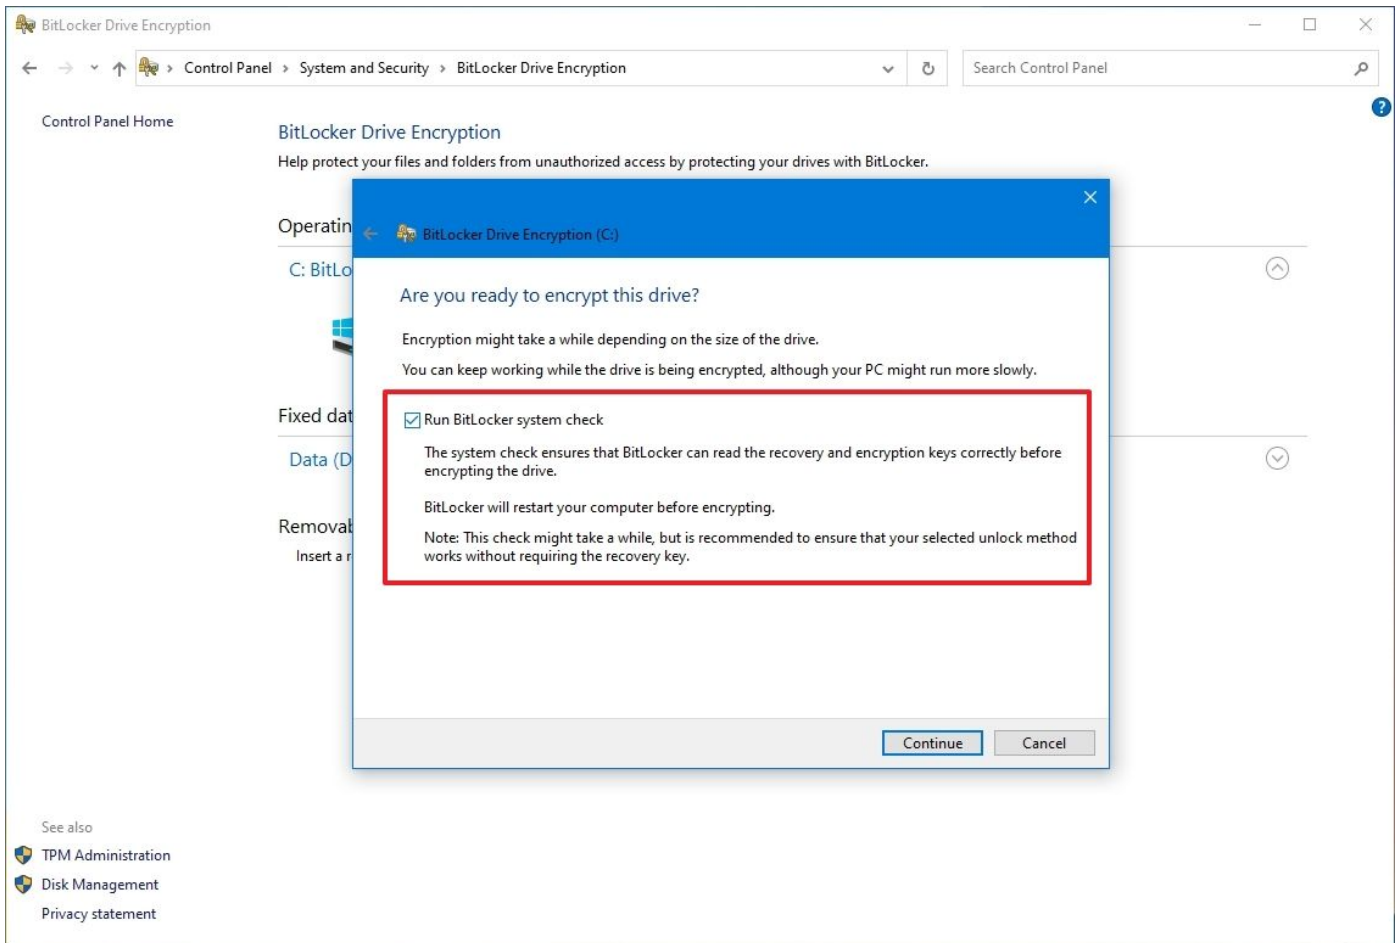 BitLocker Drive Encryption
Control Panel > System and Security > BitLocker Drive Encryption
Search Control Panel
?
Control Panel Home
BitLocker Drive Encryption
Help protect your files and folders from unauthorized access by protecting your drives with BitLocker.
Operatin
C: BitLo
Fixed dat
Data (D
Removab
Insert a r
BitLocker Drive Encryption (C:)
Are you ready to encrypt this drive?
Encryption might take a while depending on the size of the drive.
You can keep working while the drive is being encrypted, although your PC might run more slowly.
Run BitLocker system check
The system check ensures that BitLocker can read the recovery and encryption keys correctly before
encrypting the drive.
BitLocker will restart your computer before encrypting.
Note: This check might take a while, but is recommended to ensure that your selected unlock method
works without requiring the recovery key.
Continue
Cancel
See also
TPM Administration
Disk Management
Privacy statement